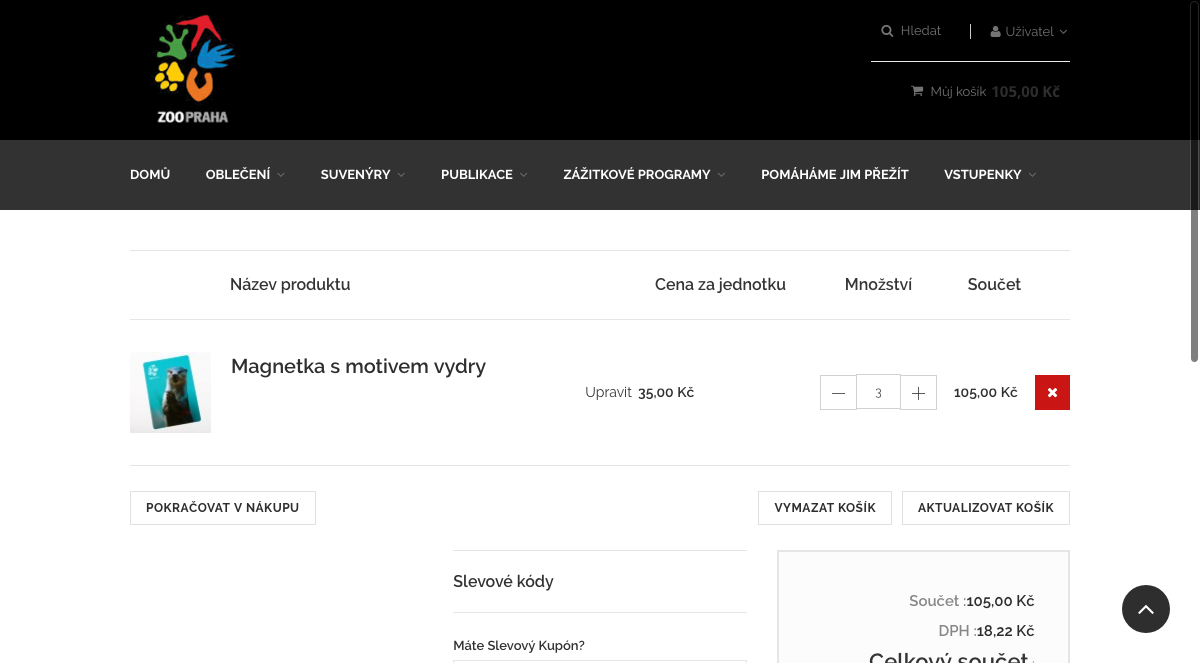 Hledat
Uživatel
ZOO PRAHA
Můj košík 105,00 Kč
DOMŮ OBLEČENÍ SUVENÝRY PUBLIKACE ZÁŽITKOVÉ PROGRAMY POMÁHÁME JIM PŘEŽÍT VSTUPENKY
Název produktu Cena za jednotku Množství Součet
Magnetka s motivem vydry
Upravit 35,00 Kč 3 105,00 Kč
POKRAČOVAT V NÁKUPU VYMAZAT KOŠÍK AKTUALIZOVAT KOŠÍK
Slevové kódy
Součet :105,00 Kč
DPH :18,22 Kč
Máte Slevový Kupón?
Celkový součet :